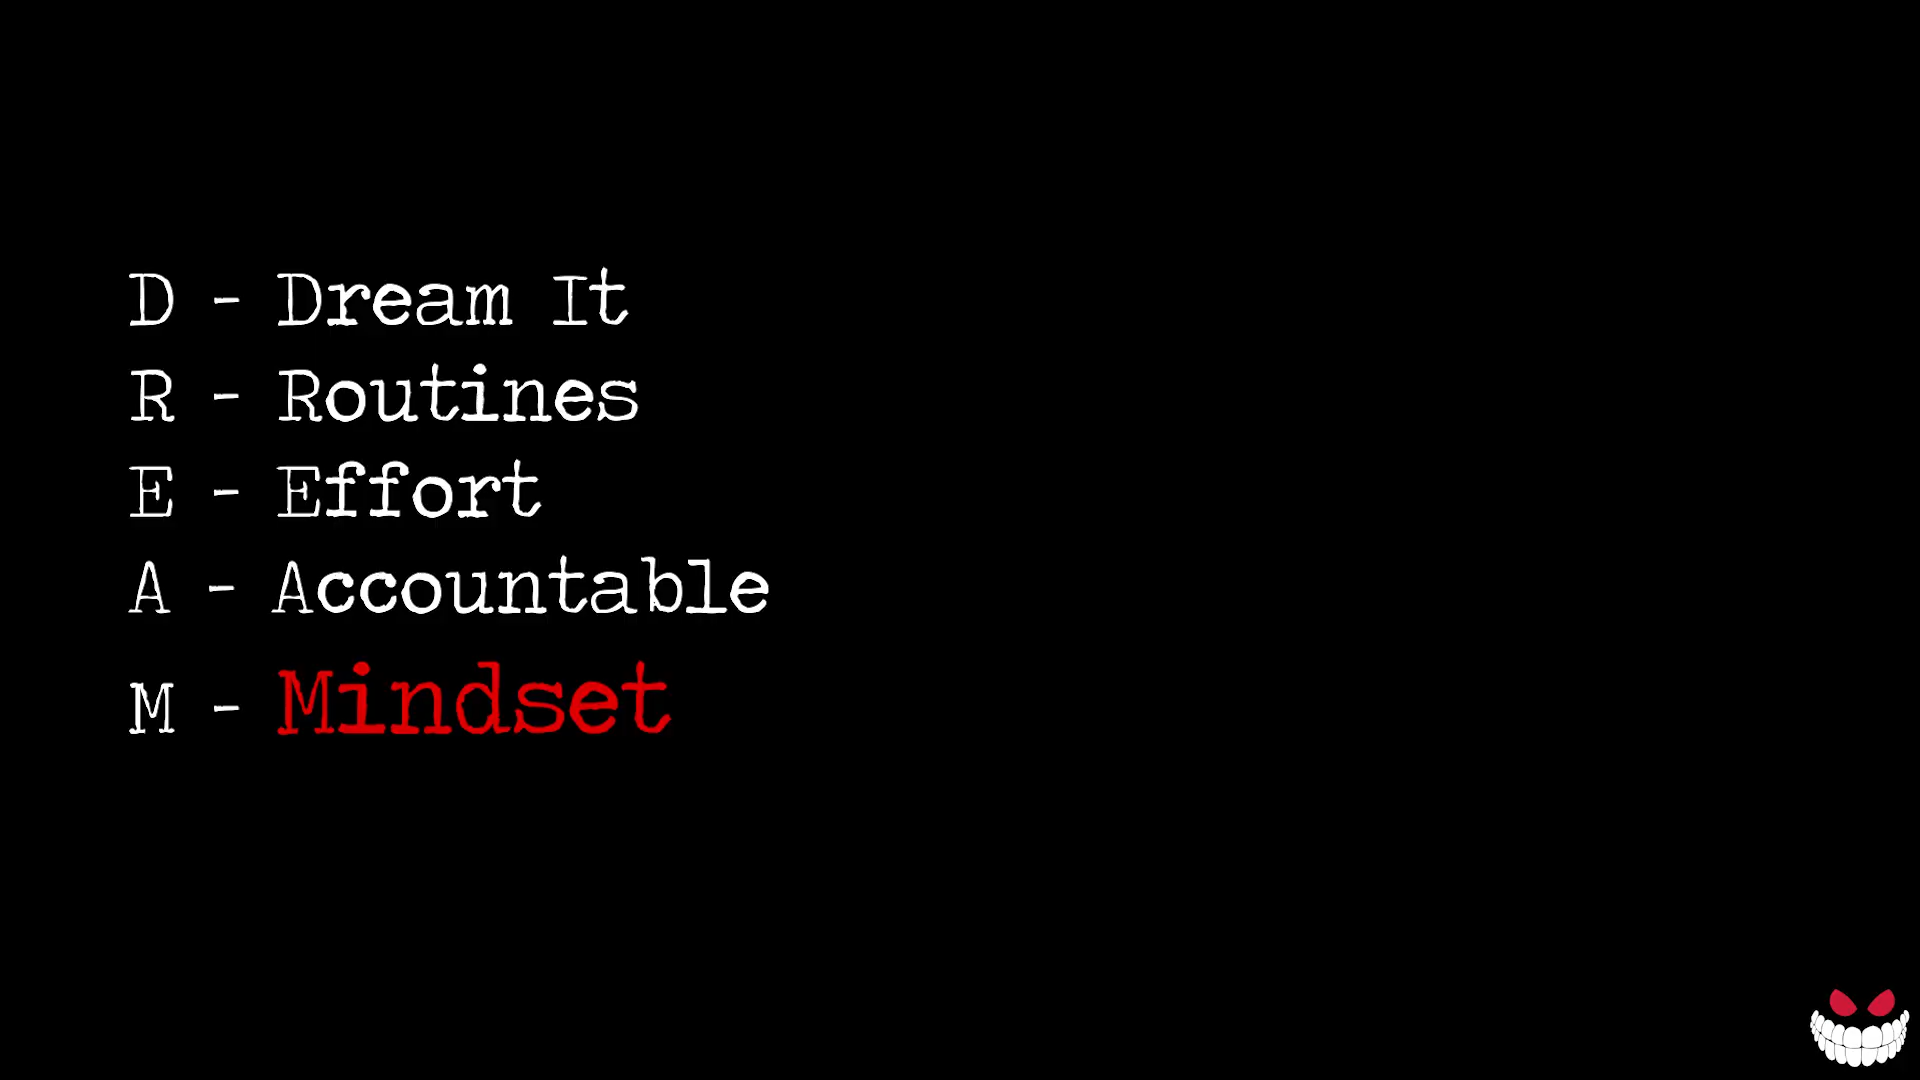 D - Dream It
R - Routines
E - Effort
A - Accountable
M - Mindset